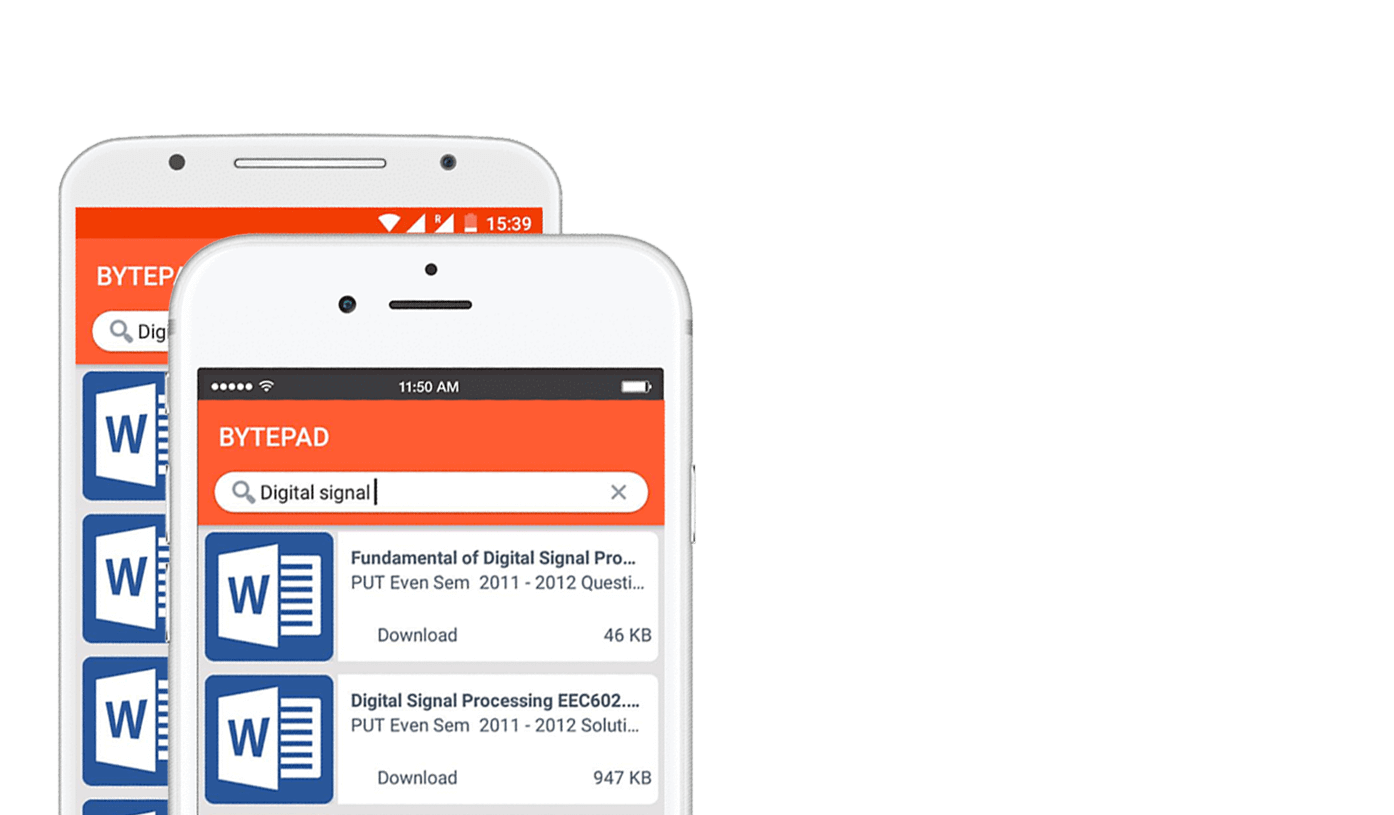 R 15:39
BYTEPA
Dig
W
W
W
11:50 AM
BYTEPAD
Digital signal
W
Fundamental of Digital Signal Pro...
PUT Even Sem 2011 - 2012 Questi...
Download 46 KB
W
Digital Signal Processing EEC602....
PUT Even Sem 2011 - 2012 Soluti...
Download 947 KB